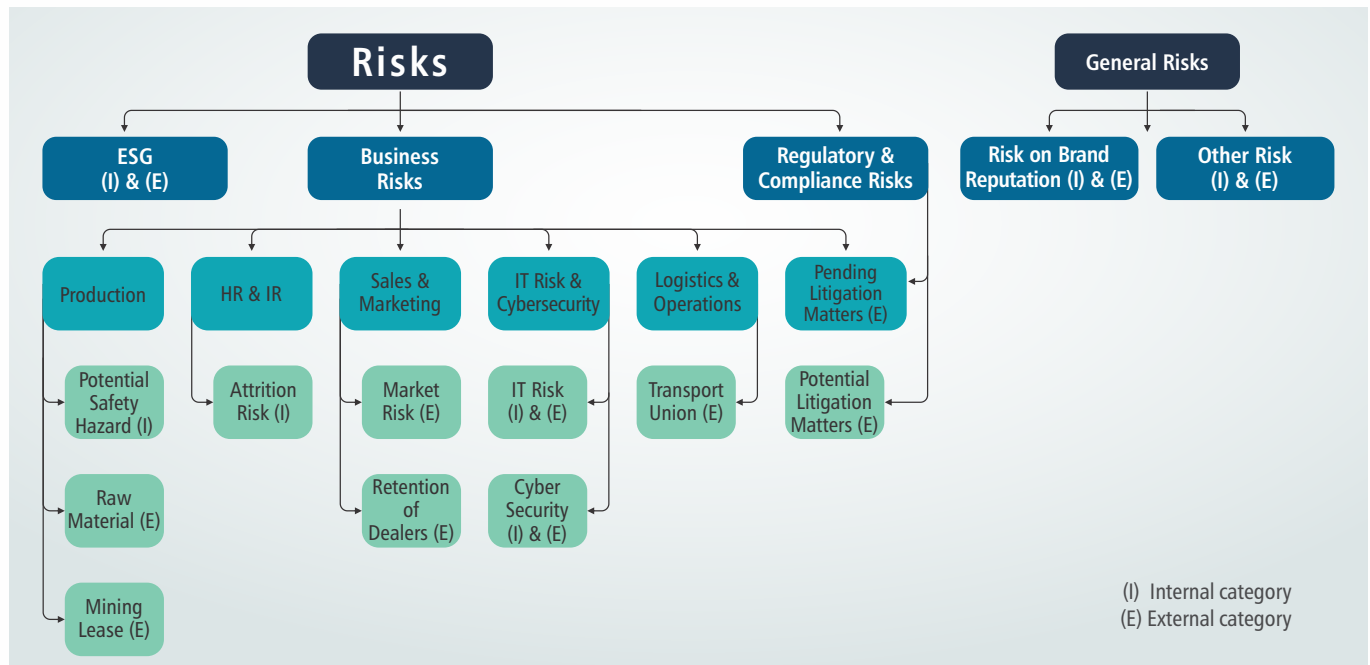 Risks
General Risks
ESG
(I) & (E)
Business
Risks
Regulatory &
Compliance Risks
Risk on Brand
Reputation (I) & (E)
Other Risk
(I) & (E)
Production
HR & IR
Sales &
Marketing
IT Risk &
Cybersecurity
Logistics &
Operations
Pending
Litigation
Matters (E)
Potential
Safety
Hazard (I)
Attrition
Risk (I)
Market
Risk (E)
IT Risk
(I) & (E)
Transport
Union (E)
Potential
Litigation
Matters (E)
Raw
Material (E)
Retention
of
Dealers (E)
Cyber
Security
(I) & (E)
Mining
Lease (E)
(I) Internal category
(E) External category